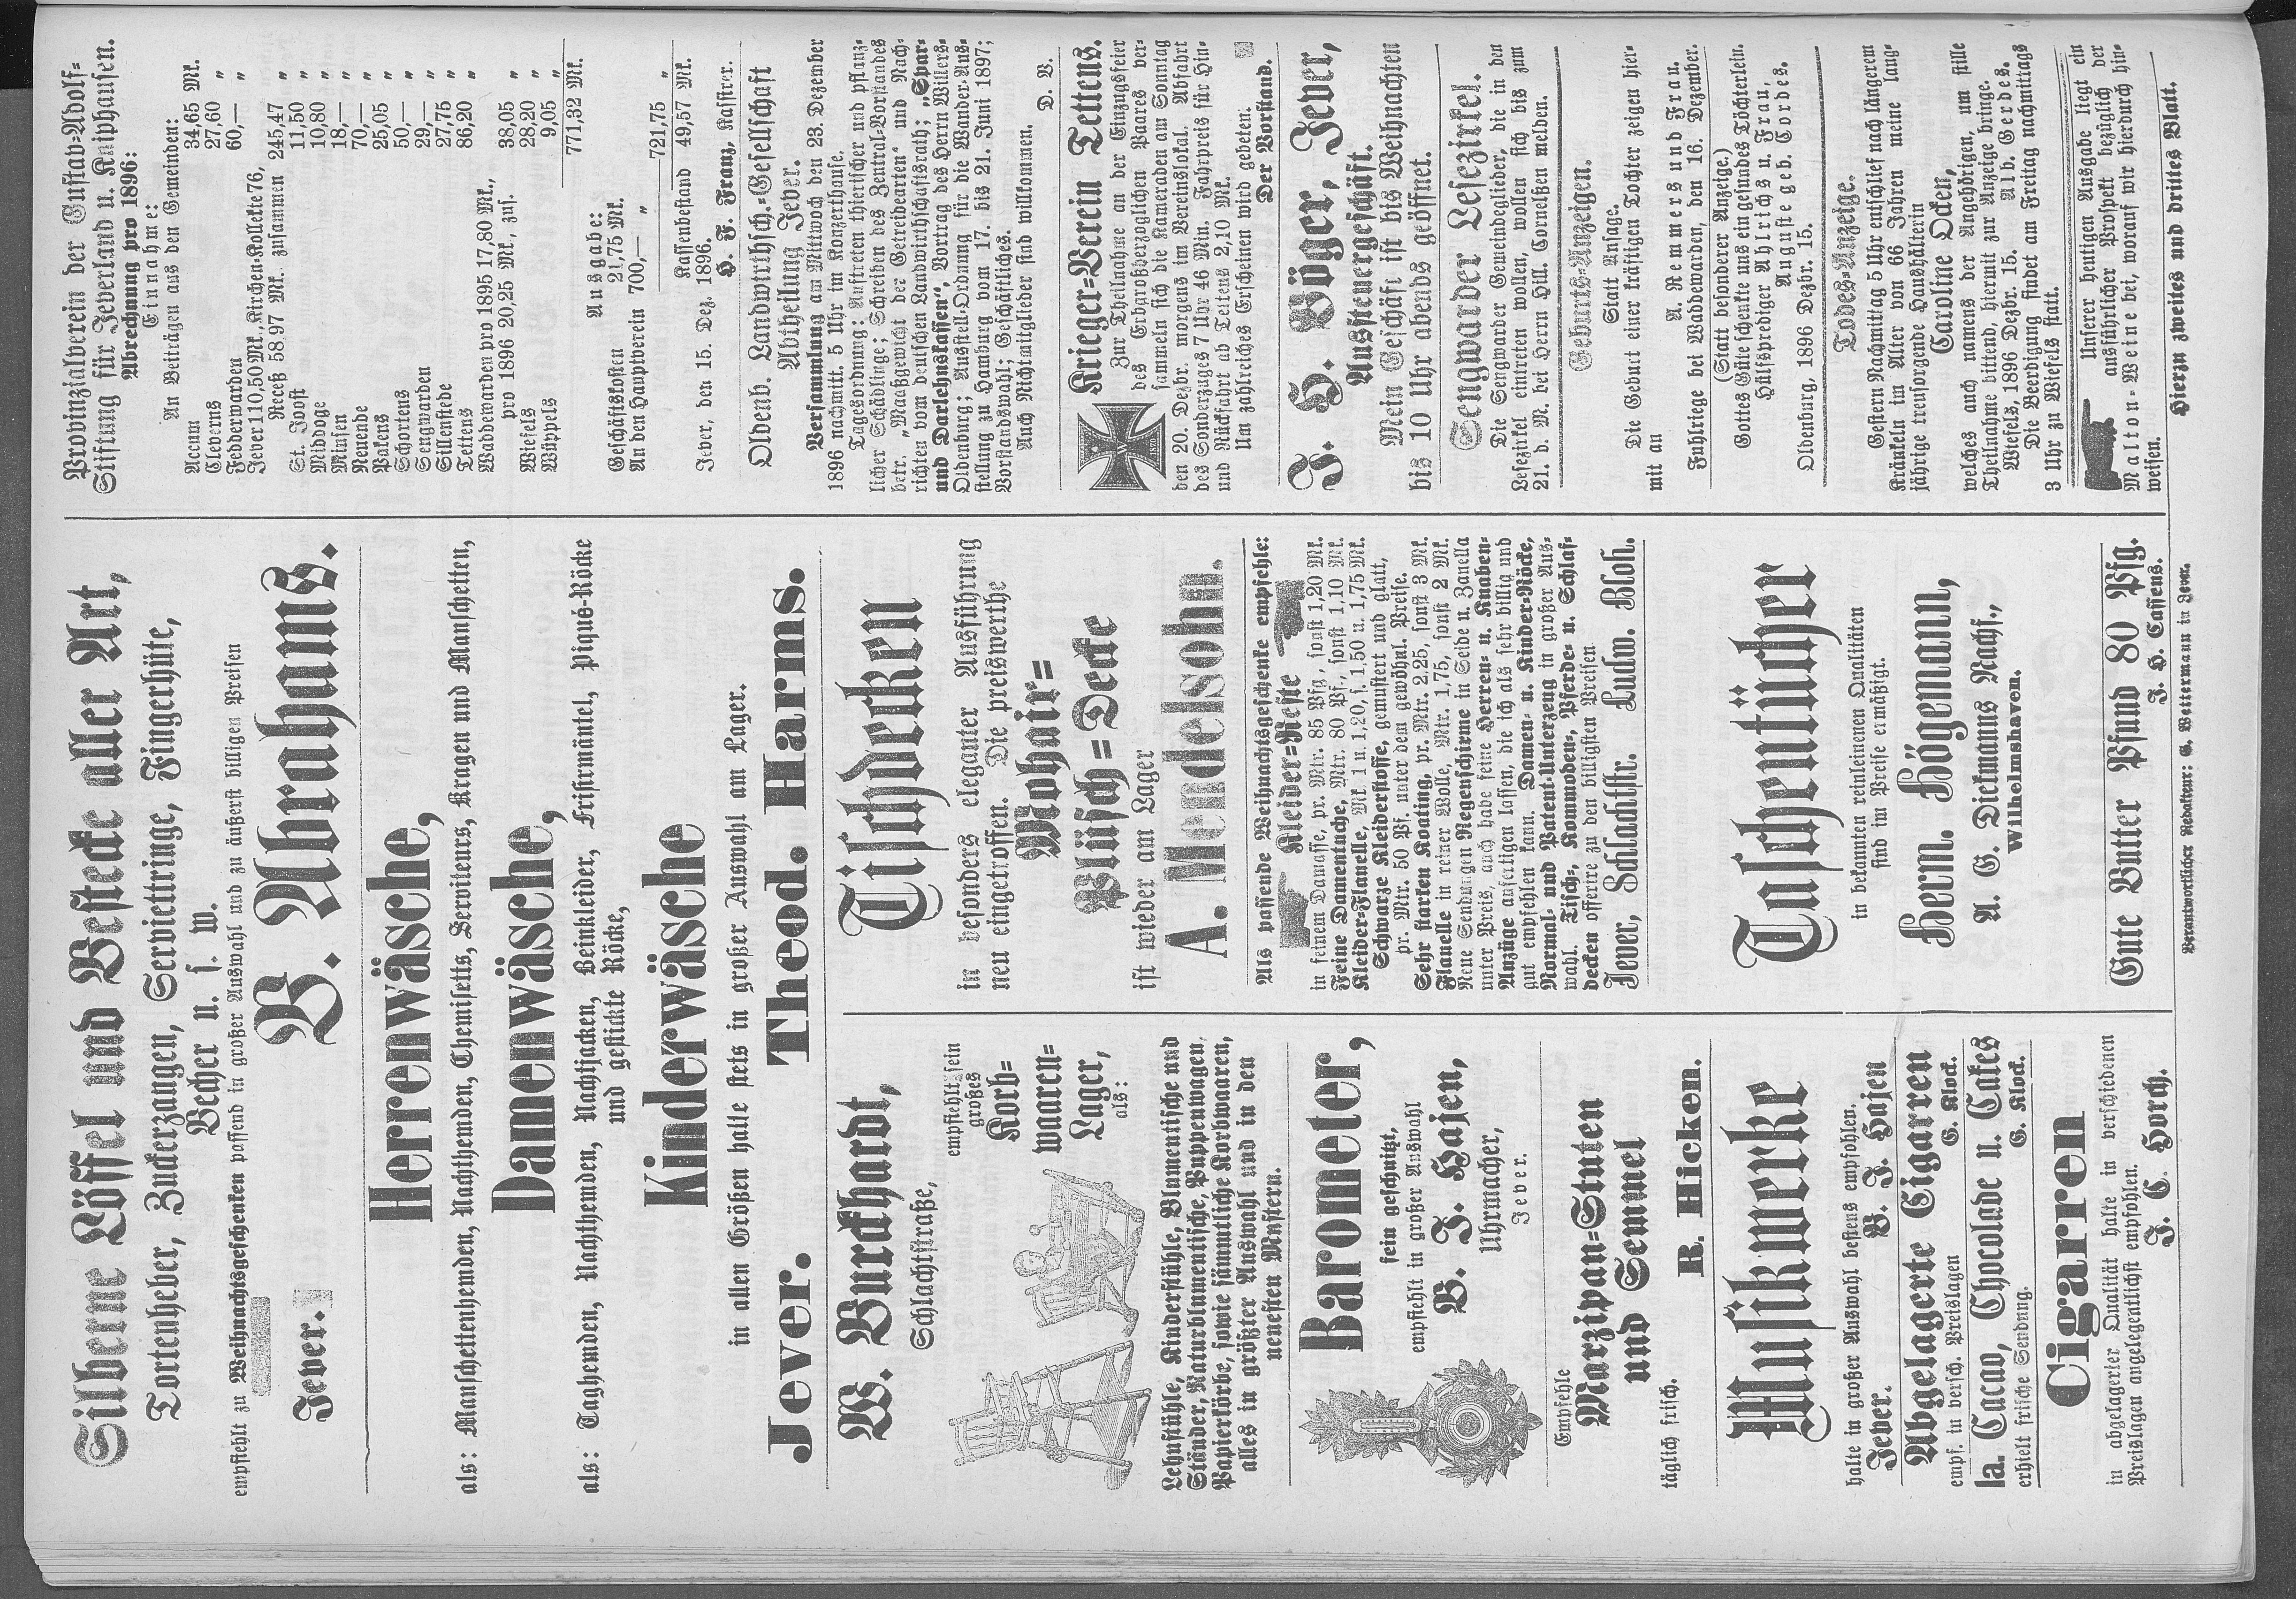 Silberne Löffel und Bestecke aller Art,
Tortenheber, Zuckerzangen, Serviettringe, Fingerhüte,
Becher u. s. w.
empfiehlt zu Weihnachtsgeschenken passend in großer Auswahl und zu äußerst billigen Preisen
Jever. B. Abrahams.
Herrenwäsche,
als: Manschettenhemden, Nachthemden, Chemisetts, Serviteurs, Kragen und Manschetten,
Damenwäsche,
als: Taghemden, Nachthemden, Nachtjacken, Beinkleider, Frisirmäntel, Piqué-Röcke
und gestickte Röcke,
Kinderwäsche
in allen Größen halte stets in großer Auswahl am Lager.
Jever. Theod. Harms.
W. Burckhardt,
Schlachtstraße,
empfiehlt sein
großes
Korb=
waaren=
Lager,
als:
Lehnstühle, Kinderstühle, Blumentische und
Ständer, Naturblumentische, Puppenwagen,
Papierkörbe, sowie sämmtliche Korbwaaren,
alles in größter Auswahl und in den
neuesten Mustern.
Barometer,
fein geschnitzt,
empfiehlt in großer Auswahl
B. J. Hajen,
Uhrmacher,
Jever.
Empfehle
Marzipan=Stuten
und Semmel
täglich frisch.
R. Hicken.
Musikwerke
halte in großer Auswahl bestens empfohlen.
Jever. B. J. Hajen
Abgelagerte Cigarren
empf. in versch. Preislagen G. Klock.
Ia. Cacao, Chocolade u. Cakes
erhielt frische Sendung. G. Klock.
Cigarren
in abgelagerter Qualität halte in verschiedenen
Preislagen angelegentlichst empfohlen.
J. C. Horch.
Tischdecken
in besonders eleganter Ausführung
neu eingetroffen. Die preiswerthe
Mohair=
Plüsch=Decke
ist wieder am Lager
A. Mendelsohn.
Als passende Weihnachtsgeschenke empfehle:
Kleider=Reste
in feinem Damasse, pr. Mtr. 85 Pfg., sonst 1,20 Mk.
Feine Damentuche, Mtr. 80 Pf., sonst 1,10 Mk.
Kleider=Flanelle, Mk. 1 u. 1,20, f. 1,50 u. 1,75 Mk.
Schwarze Kleiderstoffe, gemustert und glatt,
pr. Mtr. 50 Pf. unter dem gewöhnl. Preise.
Sehr starken Koating, pr. Mtr. 2,25, sonst 3 Mk.
Flanelle in reiner Wolle, Mtr. 1,75, sonst 2 Mk.
Neue Sendungen Regenschirme in Seide u. Zanella
unter Preis, auch habe feine Herren= u. Knaben=
Anzüge anfertigen lassen, die ich als sehr billig und
gut empfehlen kann. Damen= u. Kinder=Röcke,
Normal= und Patent=Unterzeug in großer Aus=
wahl. Tisch=, Kommoden=, Pferde= u. Schlaf=
decken offerire zu den billigsten Preisen.
Jever, Schlachtstr. Ludw. Bloh.
Taschentücher
in bekannten reinleinenen Qualitäten
sind im Preise ermäßigt.
Herm. Högemann,
A. G. Diekmanns Nachf.,
Wilhelmshaven.
Gute Butter Pfund 80 Pfg.
J. H. Cassens.
Provinzialverein der Gustav=Adolf=
Stiftung für Jeverland u. Kniphausen.
Abrechnung pro 1896:
Einnahme:
An Beiträgen aus den Gemeinden:
Accum 34,65 Mk.
Cleverns 27,60 "
Fedderwarden 60,— "
Jever 110,50 Mk., Kirchen=Kollekte 76,
Receß 58,97 Mk. zusammen 245,47 "
St. Joost 11,50 "
Middoge 10,80 "
Minsen 18,— "
Neuende 70,— "
Pakens 25,05 "
Schortens 50,— "
Sengwarden 29,— "
Sillenstede 27,75 "
Tettens 86,20 "
Waddewarden pro 1895 17,80 Mk.,
pro 1896 20,25 Mk., zus. 38,05 "
Wiefels 28,20 "
Wüppels 9,05 "
771,32 Mk.
Ausgabe:
Geschäftskosten 21,75 Mk.
An den Hauptverein 700,— "
721,75 "
Kassenbestand 49,57 Mk.
Jever, den 15. Dez. 1896.
H. F. Franz, Kassirer.
Oldenb. Landwirthsch.=Gesellschaft
Abtheilung Jever.
Versammlung am Mittwoch den 23. Dezember
1896 nachmitt. 5 Uhr im Konzerthause.
Tagesordnung: Auftreten thierischer und pflanz=
licher Schädlinge; Schreiben des Zentral=Vorstandes
betr. „Maaßgewicht der Getreidearten“ und Nach=
richten vom deutschen Landwirthschaftsrath; „Spar=
und Darlehnskassen“, Vortrag des Herrn Willers=
Oldenburg; Ausstell=Ordnung für die Wander=Aus=
stellung zu Hamburg vom 17. bis 21. Juni 1897;
Vorstandswahl; Geschäftliches.
Auch Nichtmitglieder sind willkommen.
D. V.
Krieger=Verein Tettens.
Zur Theilnahme an der Einzugsfeier
des Erbgroßherzoglichen Paares ver=
sammeln sich die Kameraden am Sonntag
den 20. Dezbr. morgens im Vereinslokal. Abfahrt
des Sonderzuges 7 Uhr 46 Min. Fahrpreis für Hin=
und Rückfahrt ab Tettens 2,10 Mk.
Um zahlreiches Erscheinen wird gebeten.
Der Vorstand.
J. H. Böger, Jever,
Aussteuergeschäft.
Mein Geschäft ist bis Weihnachten
bis 10 Uhr abends geöffnet.
Sengwarder Lesezirkel.
Die Sengwarder Gemeindeglieder, die in den
Lesezirkel eintreten wollen, wollen sich bis zum
21. d. M. bei Herrn Hill. Cornelßen melden.
Geburts=Anzeigen.
Statt Ansage.
Die Geburt einer kräftigen Tochter zeigen hier=
mit an
A. Remmers und Frau.
Fuhlriege bei Waddewarden, den 16. Dezember.
(Statt besonderer Anzeige.)
Gottes Güte schenkte uns ein gesundes Töchterlein.
Hülfsprediger Ahlrichs u. Frau,
Auguste geb. Cordes.
Oldenburg, 1896 Dezbr. 15.
Todes=Anzeige.
Gestern Nachmittag 5 Uhr entschlief nach längerem
Kränkeln im Alter von 66 Jahren meine lang=
jährige treusorgende Haushälterin
Caroline Ocken,
welches auch namens der Angehörigen, um stille
Theilnahme bittend, hiermit zur Anzeige bringe.
Wiefels, 1896 Dezbr. 15. Alb. Gerdes.
Die Beerdigung findet am Freitag nachmittags
3 Uhr zu Wiefels statt.
Unserer heutigen Ausgabe liegt ein
ausführlicher Prospekt bezüglich der
Malton=Weine bei, worauf wir hierdurch hin=
weisen.
Hierzu zweites und drittes Blatt.
Verantwortlicher Redakteur: G. Wettermann in Jever.